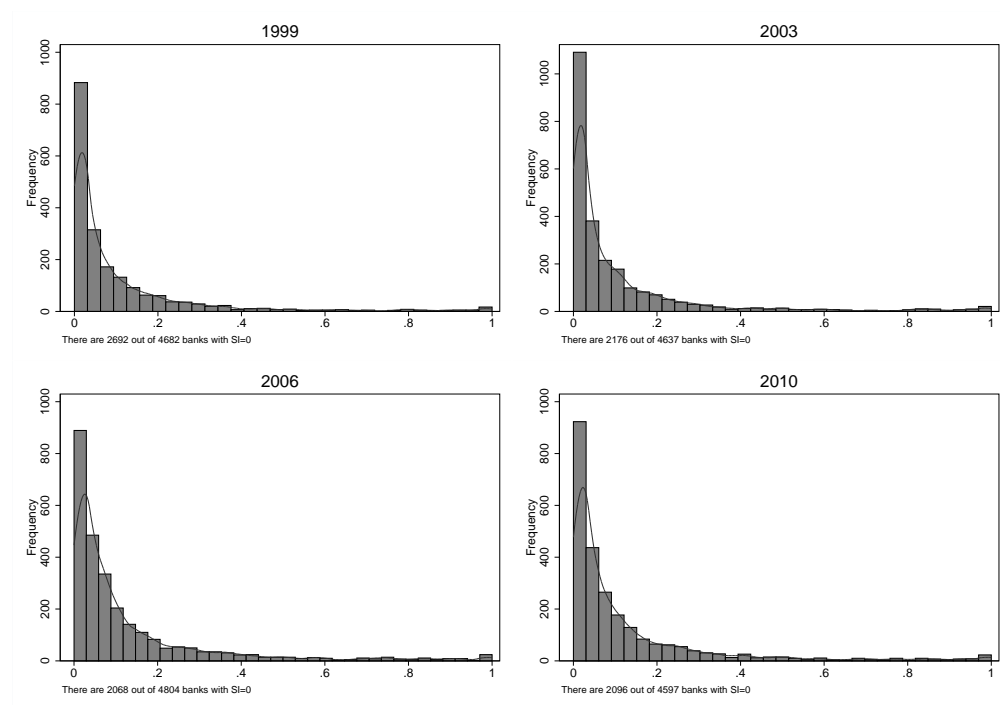 1999
Frequency
1000
800
600
400
200
0
0 .2 .4 .6 .8 1
There are 2692 out of 4682 banks with SI=0
2003
Frequency
1000
800
600
400
200
0
0 .2 .4 .6 .8 1
There are 2176 out of 4637 banks with SI=0
2006
Frequency
1000
800
600
400
200
0
0 .2 .4 .6 .8 1
There are 2068 out of 4804 banks with SI=0
2010
Frequency
1000
800
600
400
200
0
0 .2 .4 .6 .8 1
There are 2096 out of 4597 banks with SI=0